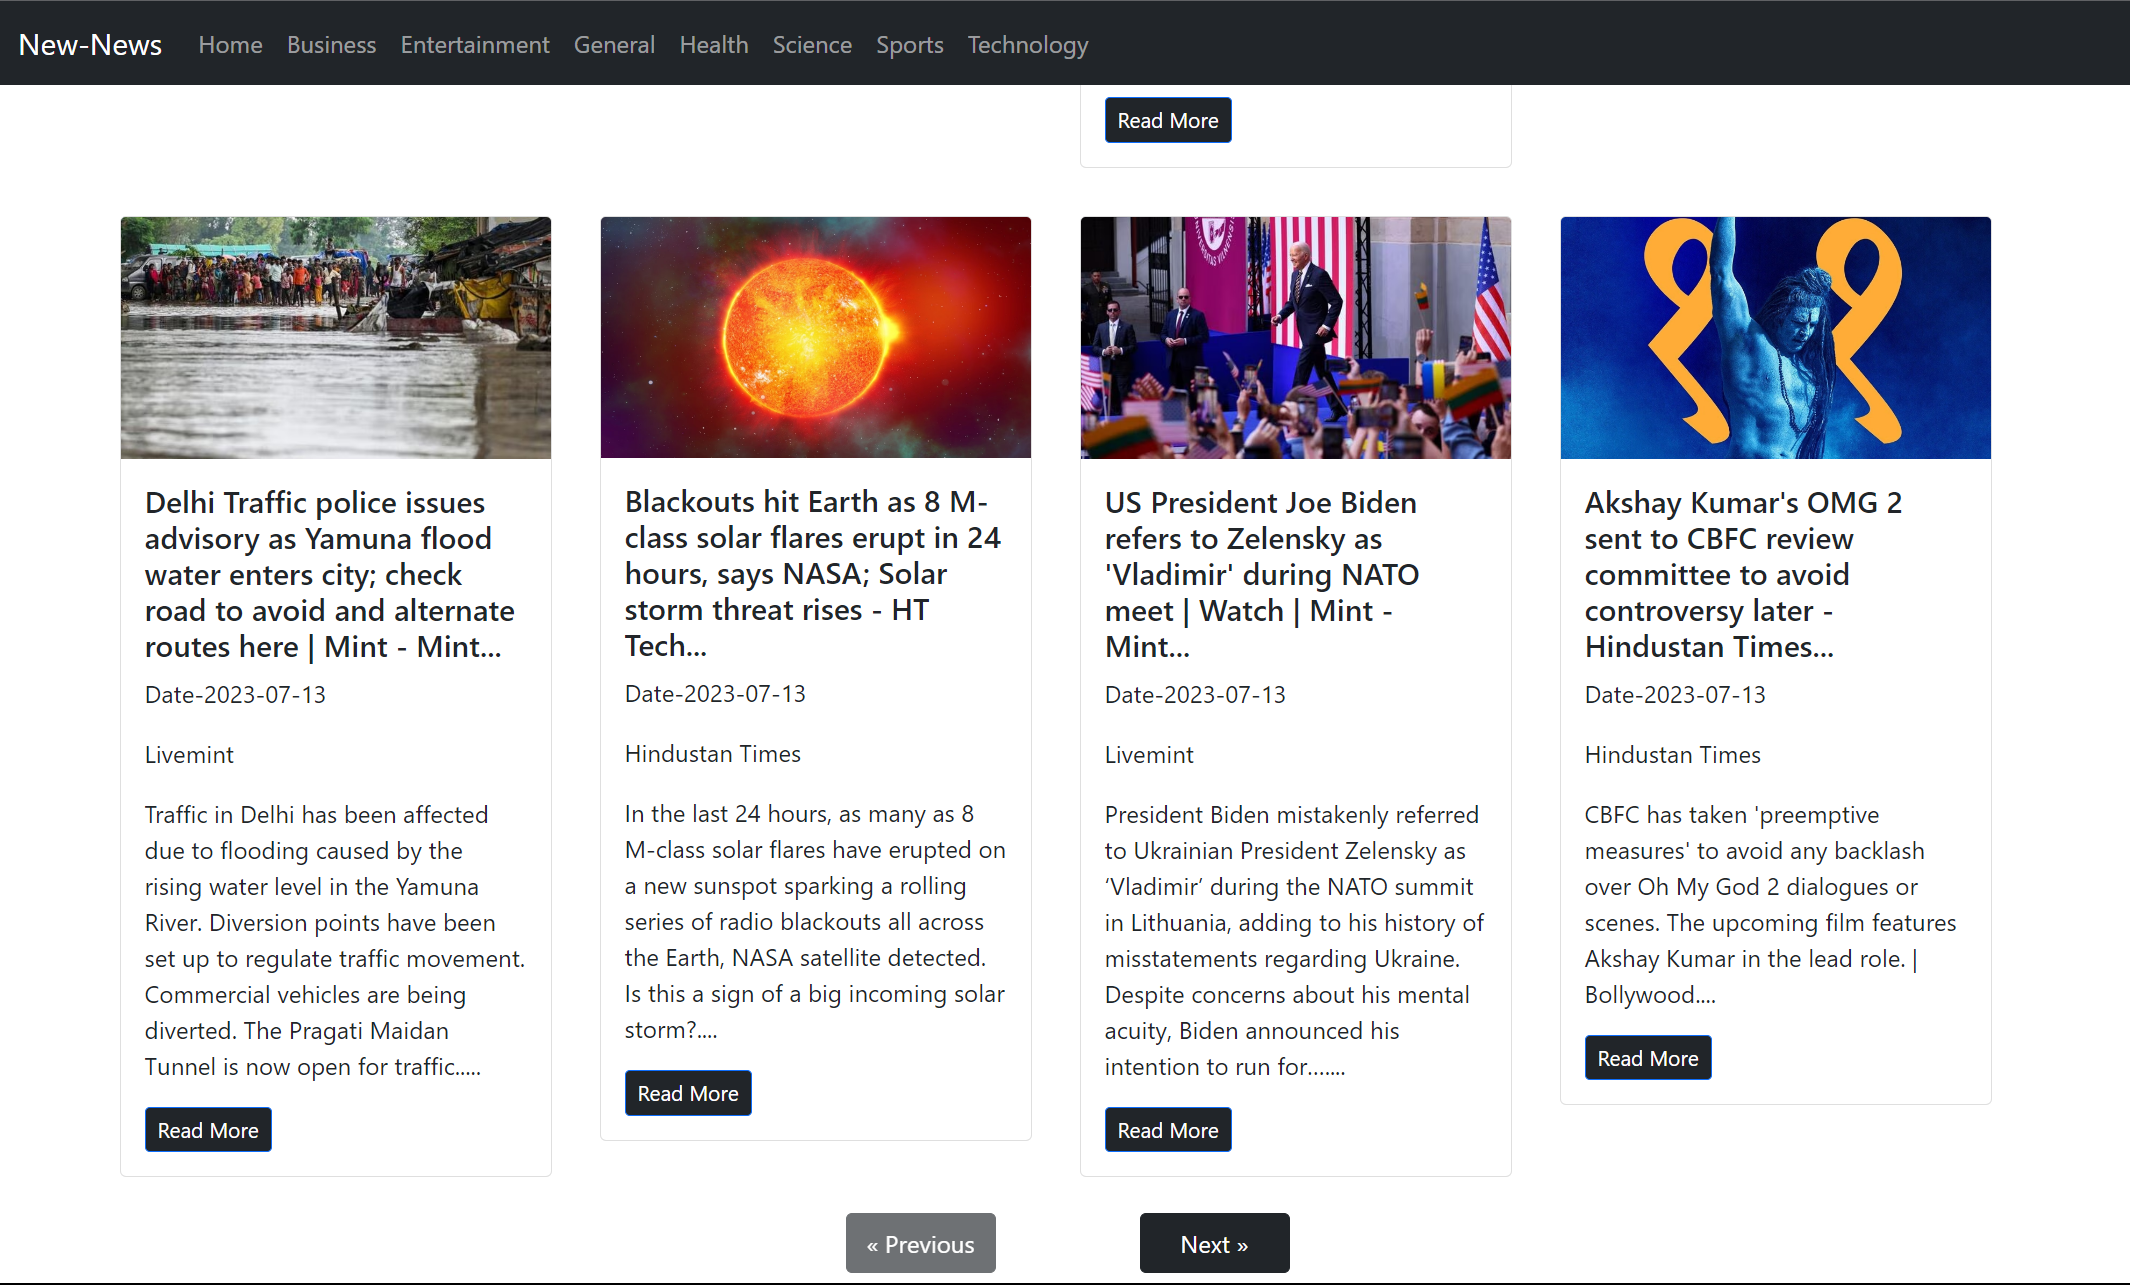 New-News Home Business Entertainment General Health Science Sports Technology
Read More
Delhi Traffic police issues
advisory as Yamuna flood
water enters city; check
road to avoid and alternate
routes here | Mint - Mint...
Date-2023-07-13
Livemint
Traffic in Delhi has been affected
due to flooding caused by the
rising water level in the Yamuna
River. Diversion points have been
set up to regulate traffic movement.
Commercial vehicles are being
diverted. The Pragati Maidan
Tunnel is now open for traffic.....
Read More
Blackouts hit Earth as 8 M-
class solar flares erupt in 24
hours, says NASA; Solar
storm threat rises - HT
Tech...
Date-2023-07-13
Hindustan Times
In the last 24 hours, as many as 8
M-class solar flares have erupted on
a new sunspot sparking a rolling
series of radio blackouts all across
the Earth, NASA satellite detected.
Is this a sign of a big incoming solar
storm?....
Read More
US President Joe Biden
refers to Zelensky as
'Vladimir' during NATO
meet | Watch | Mint -
Mint...
Date-2023-07-13
Livemint
President Biden mistakenly referred
to Ukrainian President Zelensky as
‘Vladimir’ during the NATO summit
in Lithuania, adding to his history of
misstatements regarding Ukraine.
Despite concerns about his mental
acuity, Biden announced his
intention to run for…....
Read More
Akshay Kumar's OMG 2
sent to CBFC review
committee to avoid
controversy later -
Hindustan Times...
Date-2023-07-13
Hindustan Times
CBFC has taken 'preemptive
measures' to avoid any backlash
over Oh My God 2 dialogues or
scenes. The upcoming film features
Akshay Kumar in the lead role. |
Bollywood....
Read More
« Previous
Next »